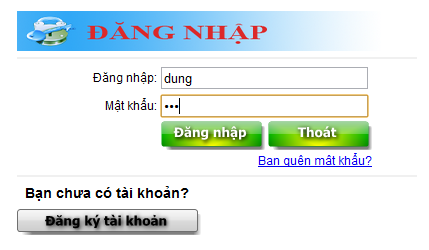 ĐĂNG NHẬP
Đăng nhập: dung
Mật khẩu: •••
Đăng nhập Thoát
Bạn quên mật khẩu?
Bạn chưa có tài khoản?
Đăng ký tài khoản